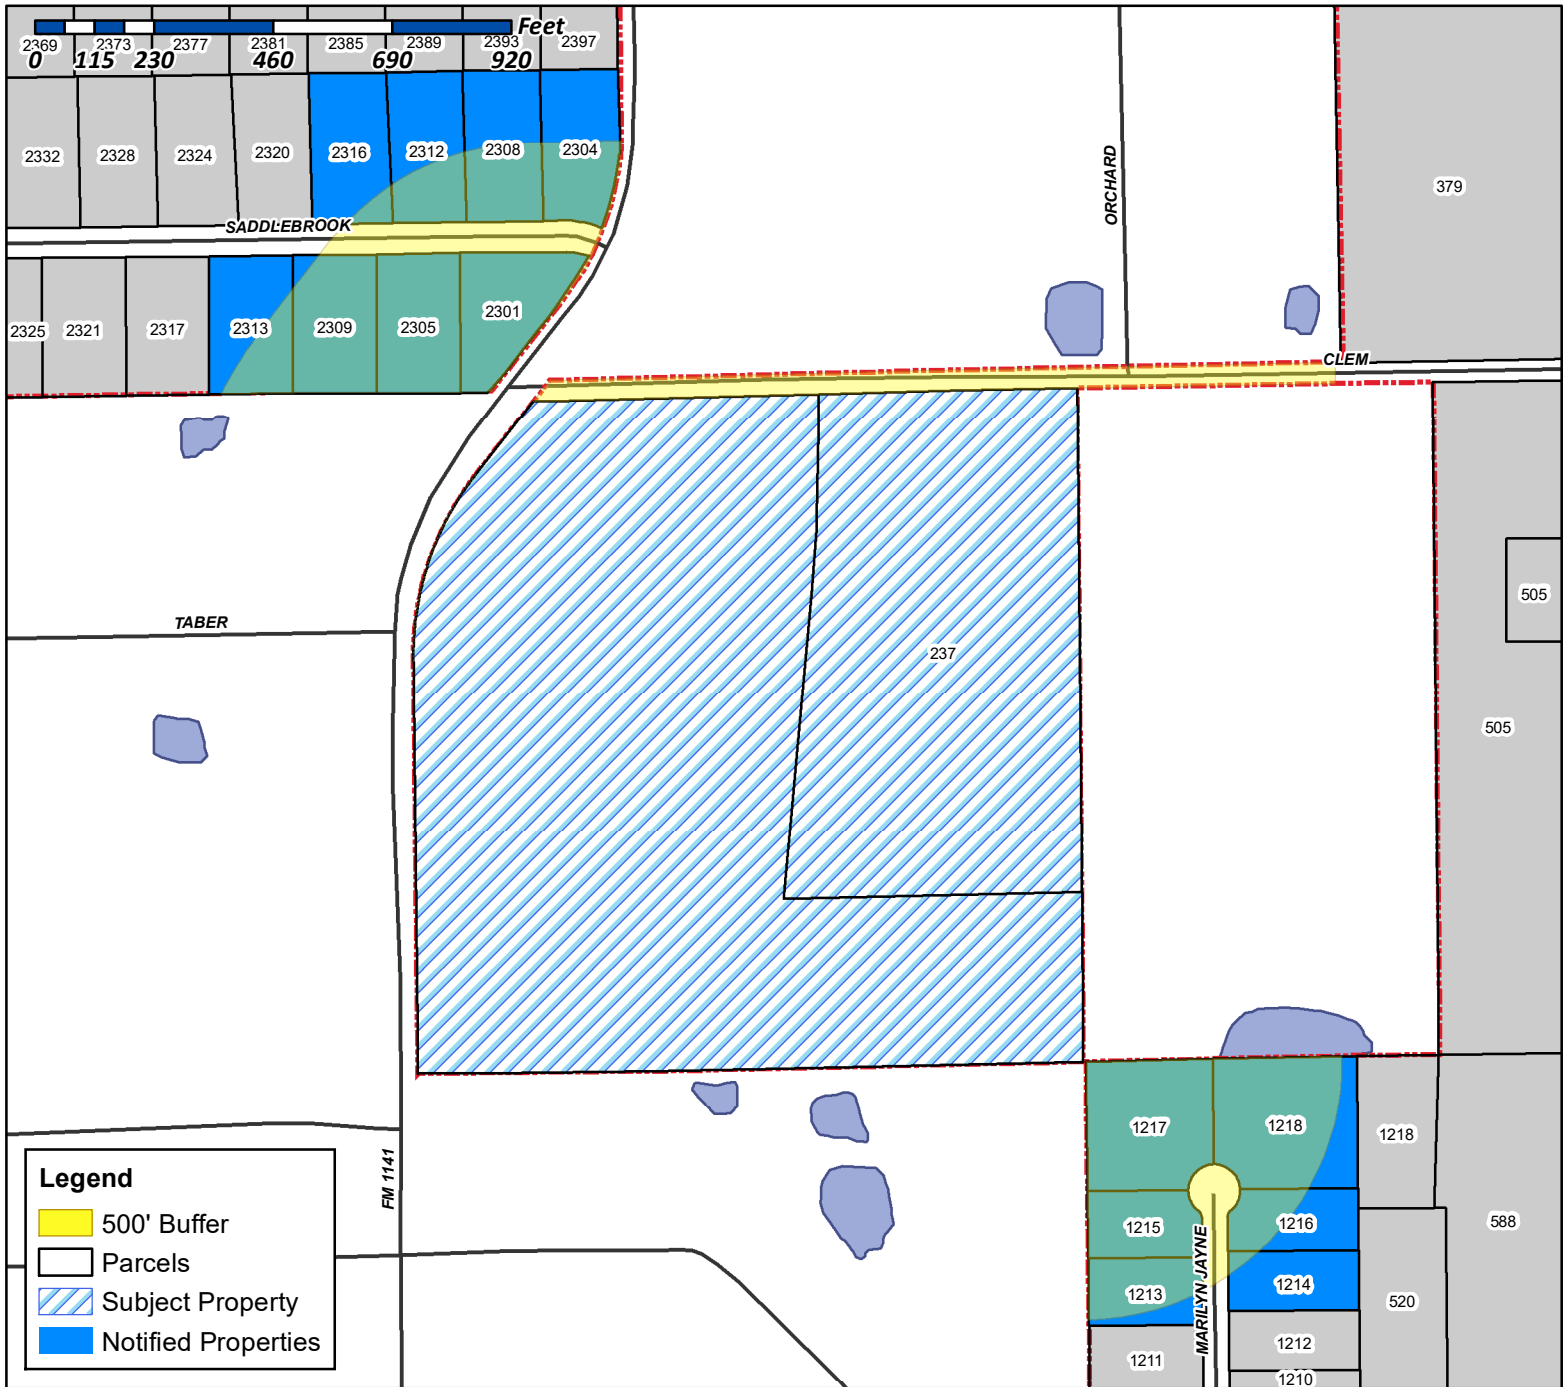 Feet
2369 2373 2377 2381 2385 2389 2393 2397
0 115 230 460 690 920
2332 2328 2324 2320 2316 2312 2308 2304
SADDLEBROOK
ORCHARD
379
2325 2321 2317 2313 2309 2305 2301
CLEM
505
TABER
237
505
1217 1218 1218
FM 1141
1215 1216 588
MARILYN JAYNE
1213 1214 520
1212
1211
1210
Legend
500' Buffer
Parcels
Subject Property
Notified Properties